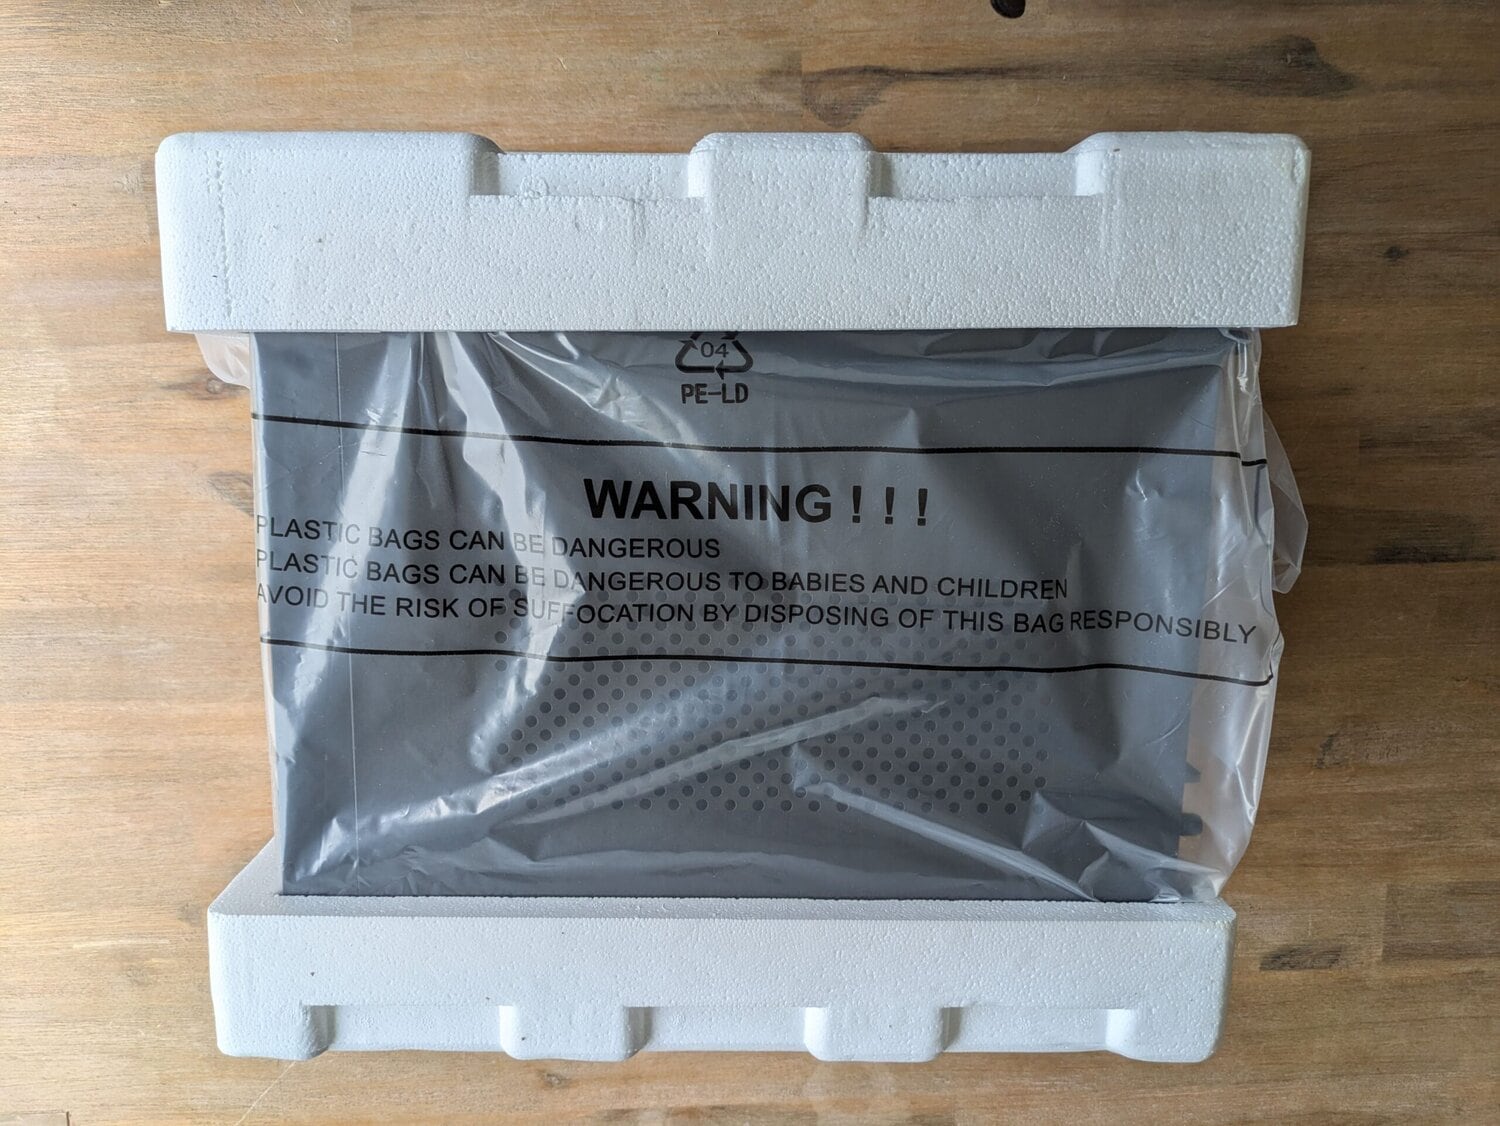 04
PE-LD
WARNING ! ! !
PLASTIC BAGS CAN BE DANGEROUS
PLASTIC BAGS CAN BE DANGEROUS TO BABIES AND CHILDREN
AVOID THE RISK OF SUFFOCATION BY DISPOSING OF THIS BAG RESPONSIBLY